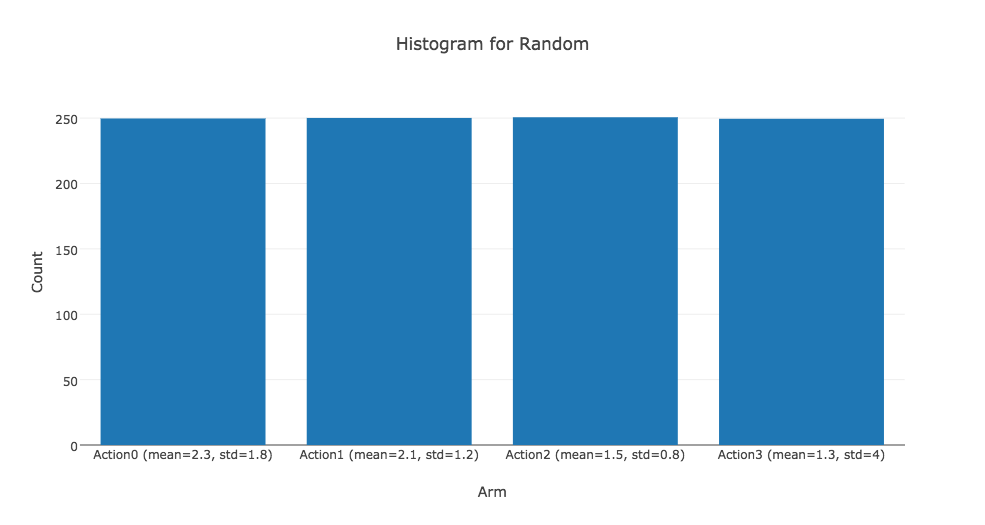 Histogram for Random
250
200
150
100
50
0
Count
Action0 (mean=2.3, std=1.8)
Action1 (mean=2.1, std=1.2)
Action2 (mean=1.5, std=0.8)
Action3 (mean=1.3, std=4)
Arm